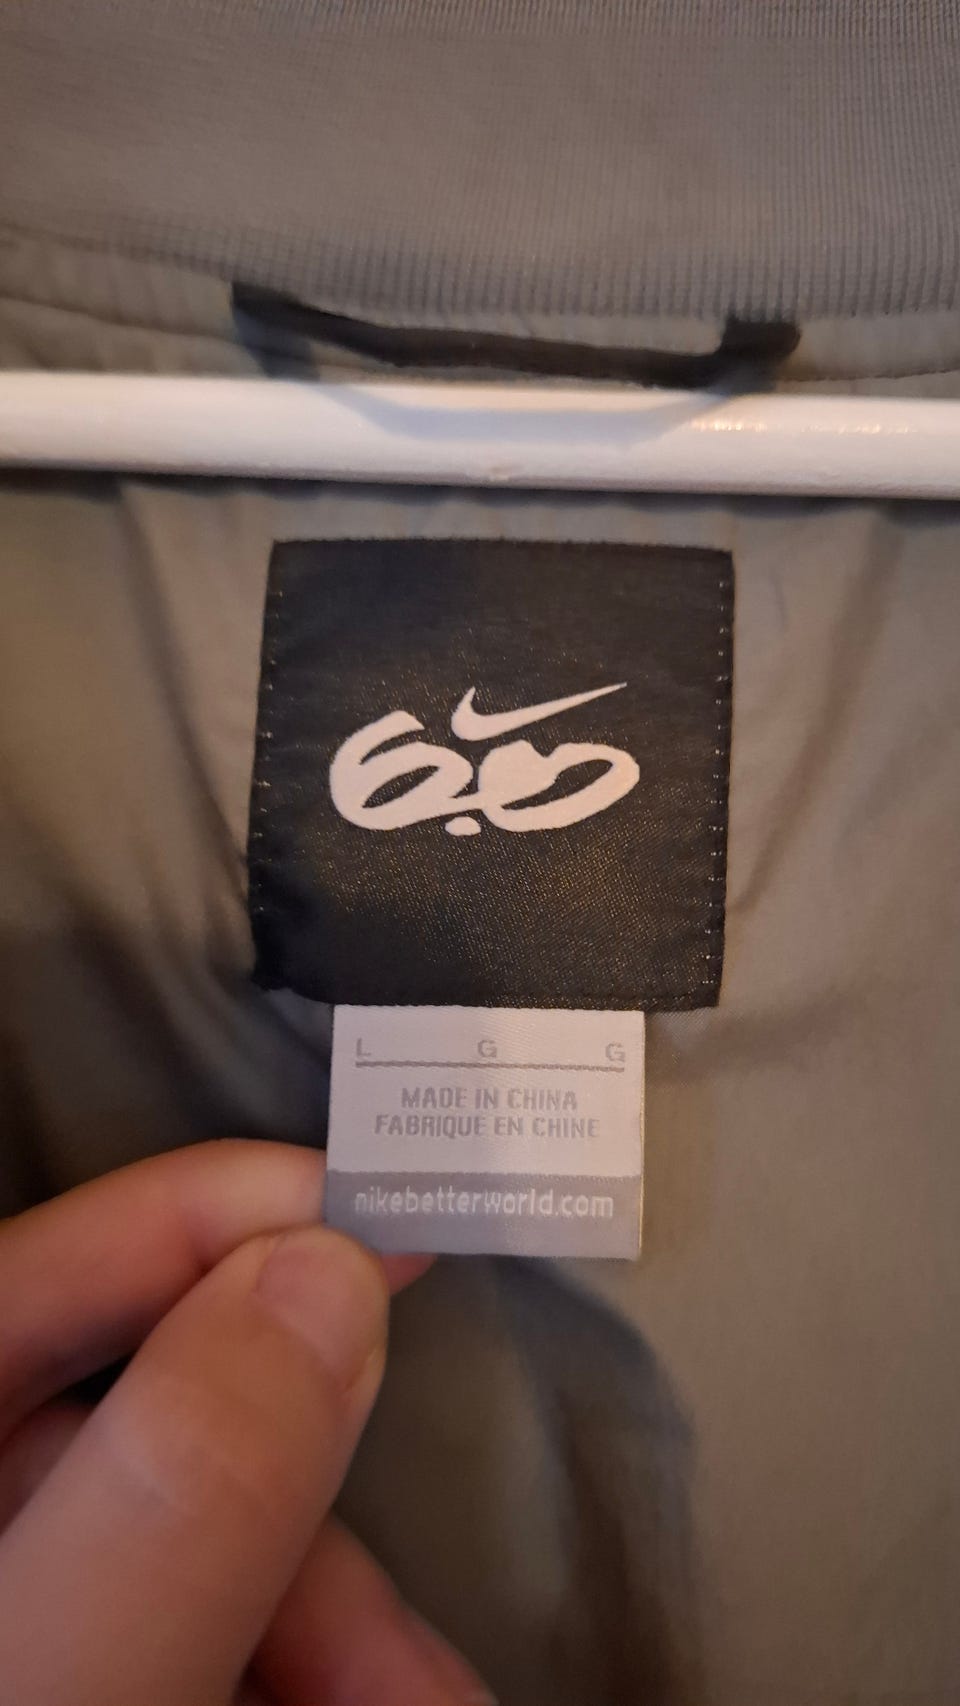 6.0
L G G
MADE IN CHINA
FABRIQUE EN CHINE
nikebetterworld.com